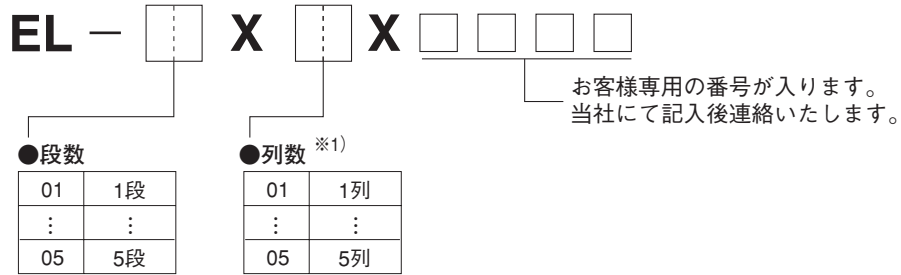 EL − □ X □ X □ □ □ □
お客様専用の番号が入ります。
当社にて記入後連絡いたします。
●段数
01 1段
⋮ ⋮
05 5段
●列数 ※1)
01 1列
⋮ ⋮
05 5列